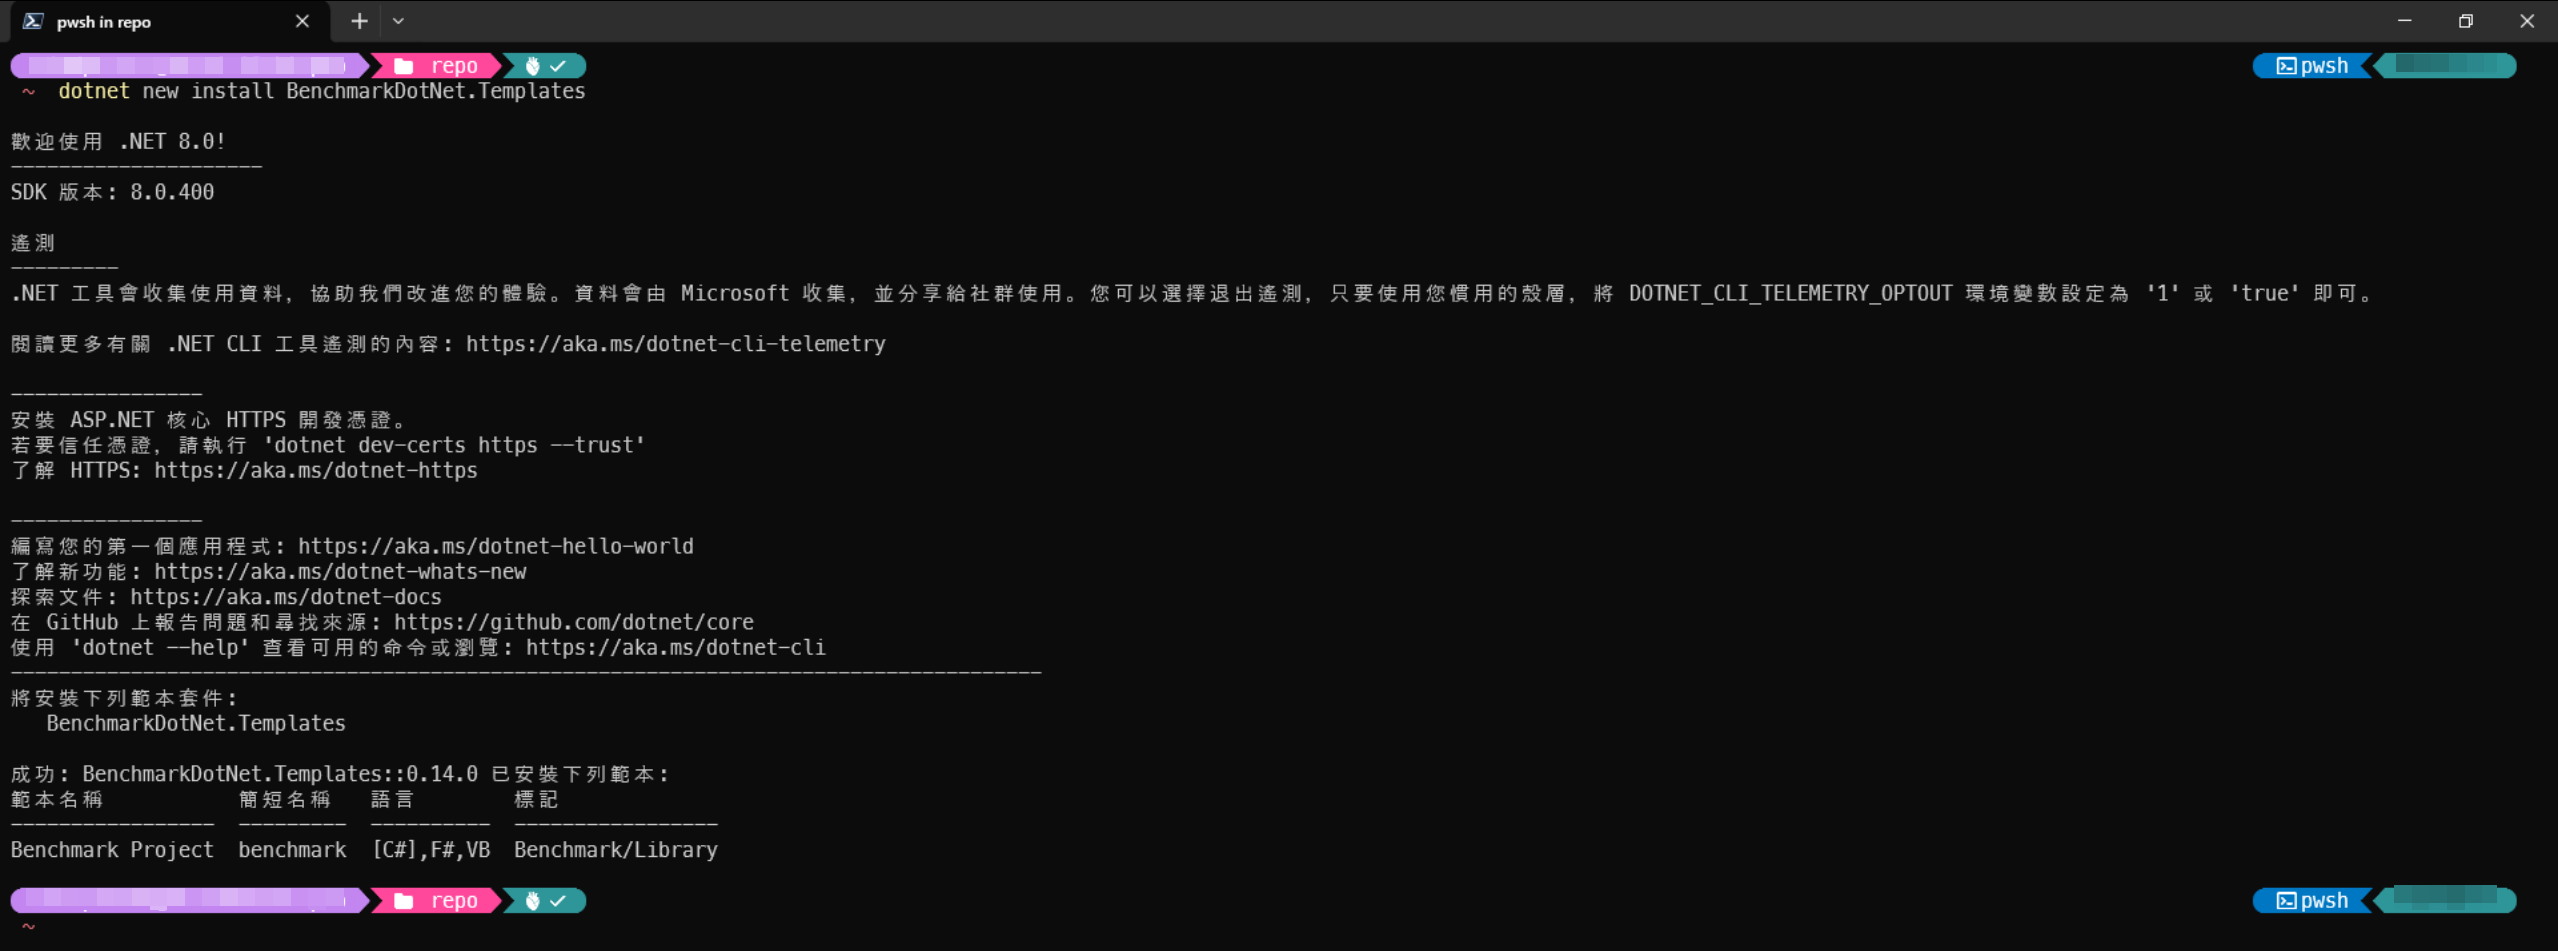 pwsh in repo
repo
pwsh
~ dotnet new install BenchmarkDotNet.Templates
歡迎使用 .NET 8.0!
---------------------
SDK 版本: 8.0.400
遙測
---------
.NET 工具會收集使用資料，協助我們改進您的體驗。資料會由 Microsoft 收集，並分享給社群使用。您可以選擇退出遙測，只要使用您慣用的殼層，將 DOTNET_CLI_TELEMETRY_OPTOUT 環境變數設定為 '1' 或 'true' 即可。
閱讀更多有關 .NET CLI 工具遙測的內容: https://aka.ms/dotnet-cli-telemetry
----------------
安裝 ASP.NET 核心 HTTPS 開發憑證。
若要信任憑證，請執行 'dotnet dev-certs https --trust'
了解 HTTPS: https://aka.ms/dotnet-https
----------------
編寫您的第一個應用程式: https://aka.ms/dotnet-hello-world
了解新功能: https://aka.ms/dotnet-whats-new
探索文件: https://aka.ms/dotnet-docs
在 GitHub 上報告問題和尋找來源: https://github.com/dotnet/core
使用 'dotnet --help' 查看可用的命令或瀏覽: https://aka.ms/dotnet-cli
--------------------------------------------------------------------------------------
將安裝下列範本套件:
BenchmarkDotNet.Templates
成功: BenchmarkDotNet.Templates::0.14.0 已安裝下列範本:
範本名稱 簡短名稱 語言 標記
----------------- --------- ---------- -----------------
Benchmark Project benchmark [C#],F#,VB Benchmark/Library
repo
pwsh
~